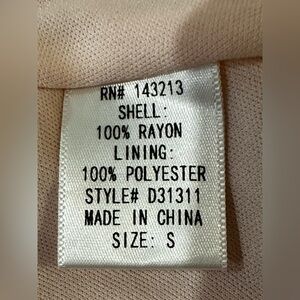 RN# 143213
SHELL:
100% RAYON
LINING:
100% POLYESTER
STYLE# D31311
MADE IN CHINA
SIZE: S